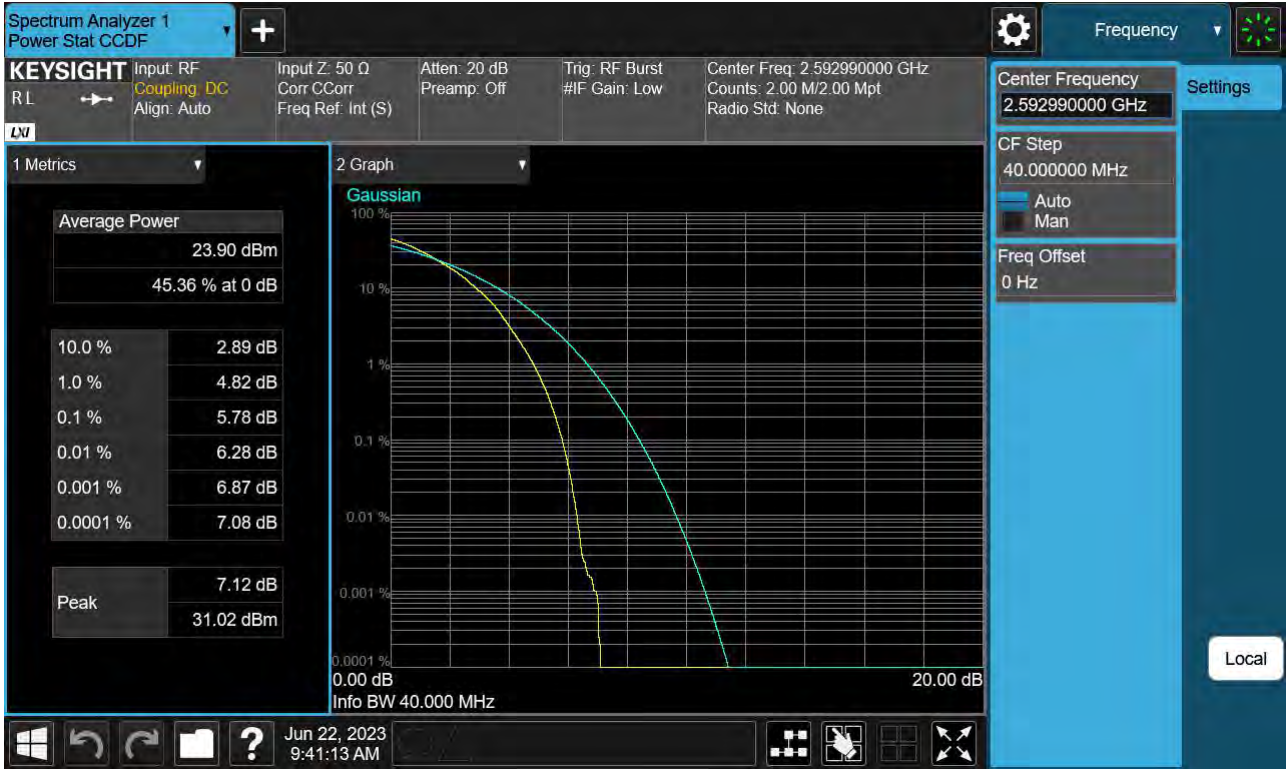 Spectrum Analyzer 1
Power Stat CCDF
+
Frequency
KEYSIGHT
RL
LXI
Input: RF
Coupling: DC
Align: Auto
Input Z: 50 Ω
Corr CCorr
Freq Ref: Int (S)
Atten: 20 dB
Preamp: Off
Trig: RF Burst
#IF Gain: Low
Center Freq: 2.592990000 GHz
Counts: 2.00 M/2.00 Mpt
Radio Std: None
Center Frequency
2.592990000 GHz
Settings
CF Step
40.000000 MHz
Auto
Man
Freq Offset
0 Hz
1 Metrics
Average Power
23.90 dBm
45.36 % at 0 dB
10.0 % 2.89 dB
1.0 % 4.82 dB
0.1 % 5.78 dB
0.01 % 6.28 dB
0.001 % 6.87 dB
0.0001 % 7.08 dB
Peak
7.12 dB
31.02 dBm
2 Graph
Gaussian
100 %
10 %
1 %
0.1 %
0.01 %
0.001 %
0.0001 %
0.00 dB 20.00 dB
Info BW 40.000 MHz
Local
?
Jun 22, 2023
9:41:13 AM